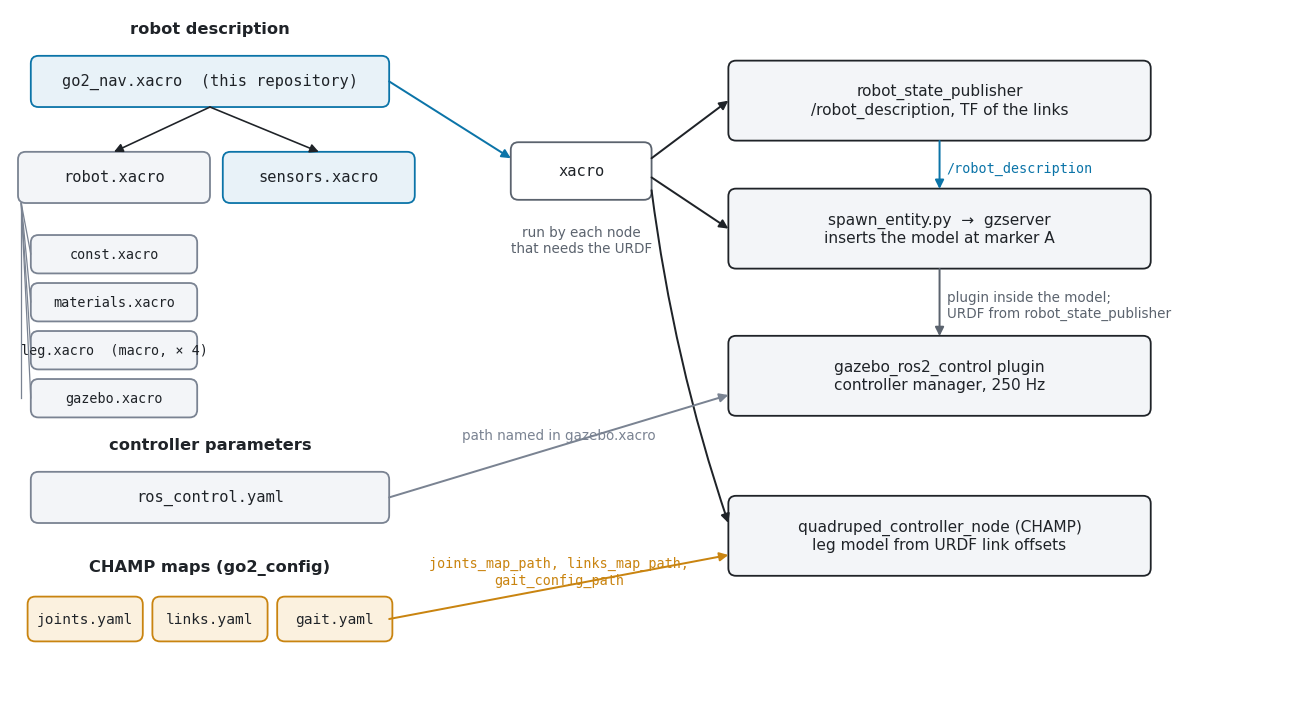 robot description
go2_nav.xacro (this repository)
robot.xacro
sensors.xacro
const.xacro
materials.xacro
leg.xacro (macro, × 4)
gazebo.xacro
controller parameters
ros_control.yaml
CHAMP maps (go2_config)
joints.yaml
links.yaml
gait.yaml
xacro
run by each node
that needs the URDF
path named in gazebo.xacro
joints_map_path, links_map_path,
gait_config_path
robot_state_publisher
/robot_description, TF of the links
/robot_description
spawn_entity.py → gzserver
inserts the model at marker A
plugin inside the model;
URDF from robot_state_publisher
gazebo_ros2_control plugin
controller manager, 250 Hz
quadruped_controller_node (CHAMP)
leg model from URDF link offsets